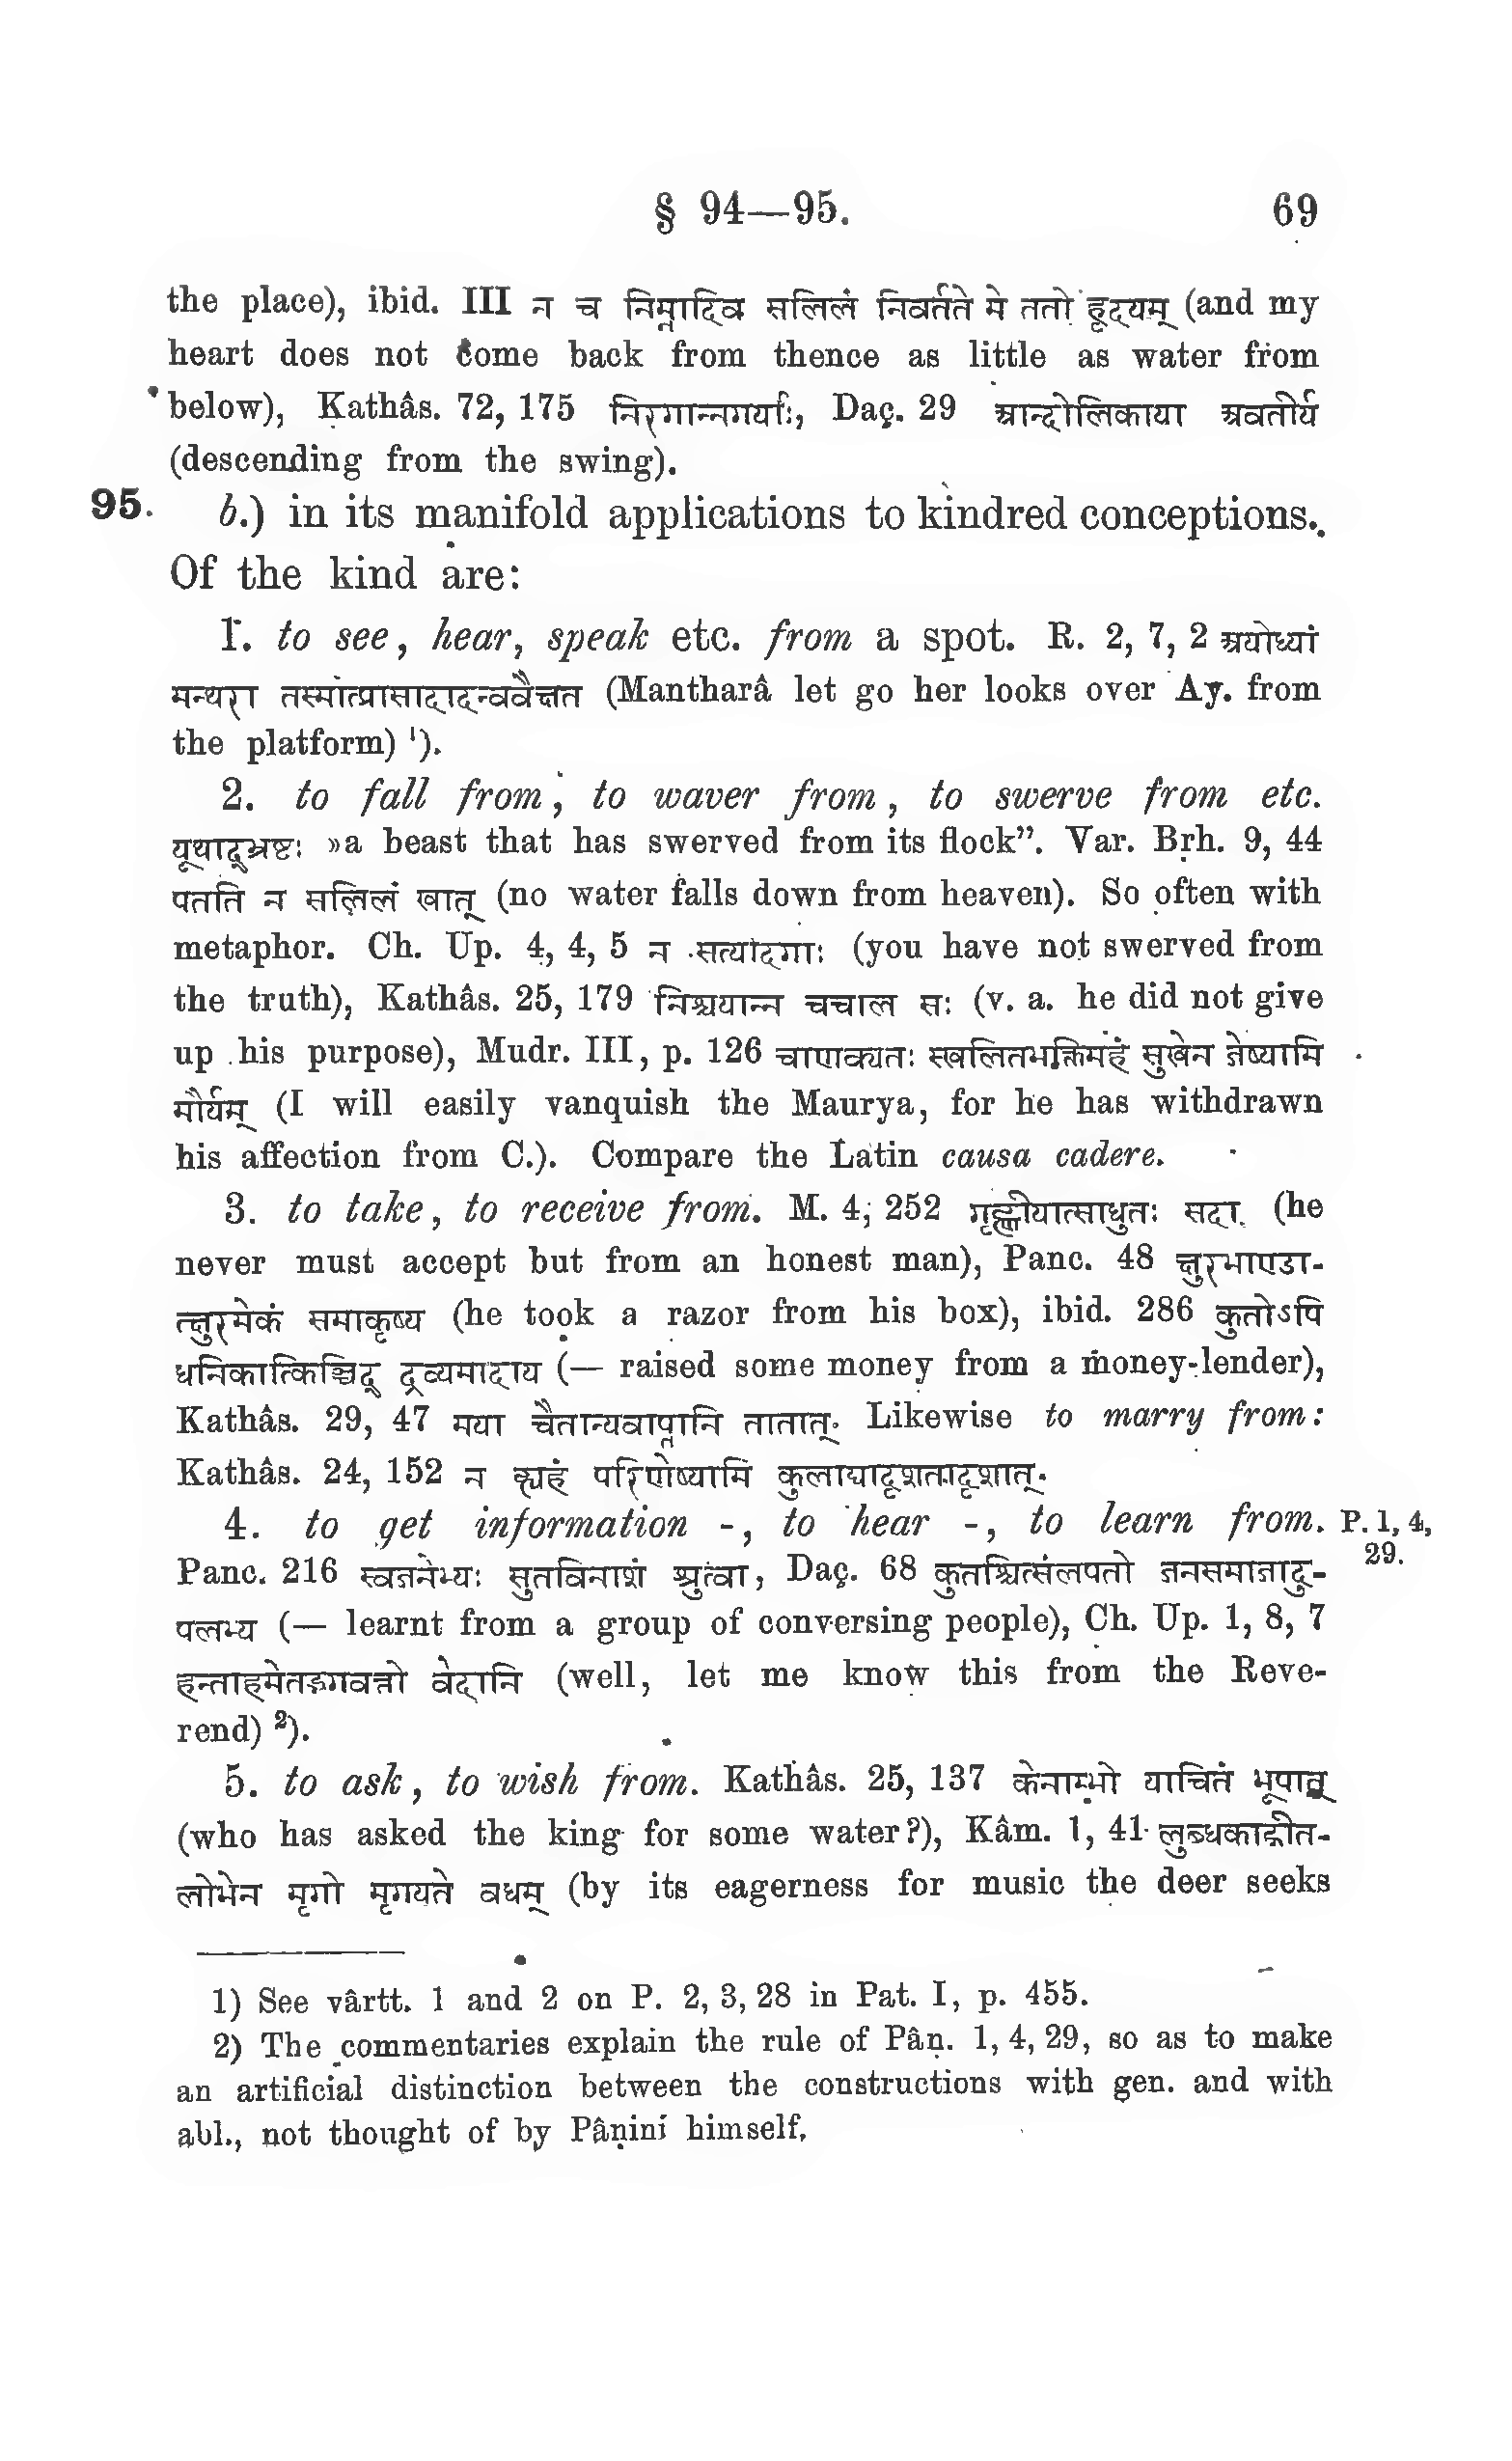 § 94—95. 69
the place), ibid. III न च निम्नादिव सलिलं निवर्तते मे ततो हृदयम् (and my
heart does not come back from thence as little as water from
below), Kathâs. 72, 175 निरगान्नगर्याः, Daç. 29 आन्दोलिकाया अवतीर्य
(descending from the swing).
95. b.) in its manifold applications to kindred conceptions.
Of the kind are:
1. to see, hear, speak etc. from a spot. R. 2, 7, 2 अयोध्यां
मन्थरा तस्मात्प्रासादादन्ववैक्षत (Mantharâ let go her looks over Ay. from
the platform) ¹).
2. to fall from, to waver from, to swerve from etc.
यूथाद्भ्रष्टः »a beast that has swerved from its flock”. Var. Bṛh. 9, 44
पतति न सलिलं खात् (no water falls down from heaven). So often with
metaphor. Ch. Up. 4, 4, 5 न सत्यादगाः (you have not swerved from
the truth), Kathâs. 25, 179 निश्चयान्न चचाल सः (v. a. he did not give
up his purpose), Mudr. III, p. 126 चाणक्यतः स्खलितभक्तिमहं सुखेन जेष्यामि
मौर्यम् (I will easily vanquish the Maurya, for he has withdrawn
his affection from C.). Compare the Latin causa cadere.
3. to take, to receive from. M. 4, 252 गृह्णीयात्साधुतः सदा (he
never must accept but from an honest man), Panc. 48 क्षुरभाण्डा-
त्क्षुरमेकं समाकृष्य (he took a razor from his box), ibid. 286 कुतोऽपि
धनिकात्किञ्चिद् द्रव्यमादाय (— raised some money from a money-lender),
Kathâs. 29, 47 मया चैतान्यवाप्तानि तातात्. Likewise to marry from:
Kathâs. 24, 152 न ह्यहं परिणेष्यामि कुलायादृशतादृशात्.
4. to get information -, to hear -, to learn from. P. 1, 4,
29.
Panc. 216 स्वजनेभ्यः सुतविनाशं श्रुत्वा, Daç. 68 कुतश्चित्संलपतो जनसमाजादु-
पलभ्य (— learnt from a group of conversing people), Ch. Up. 1, 8, 7
हन्ताहमेतद्भगवत्तो वेदानि (well, let me know this from the Reve-
rend) ²).
5. to ask, to wish from. Kathâs. 25, 137 केनाम्भो याचितं भूपात्
(who has asked the king for some water?), Kâm. 1, 41 लुब्धकाद्गीत-
लोभेन मृगो मृगयते वधम् (by its eagerness for music the deer seeks
1) See vârtt. 1 and 2 on P. 2, 3, 28 in Pat. I, p. 455.
2) The commentaries explain the rule of Pâṇ. 1, 4, 29, so as to make
an artificial distinction between the constructions with gen. and with
abl., not thought of by Pâṇini himself.